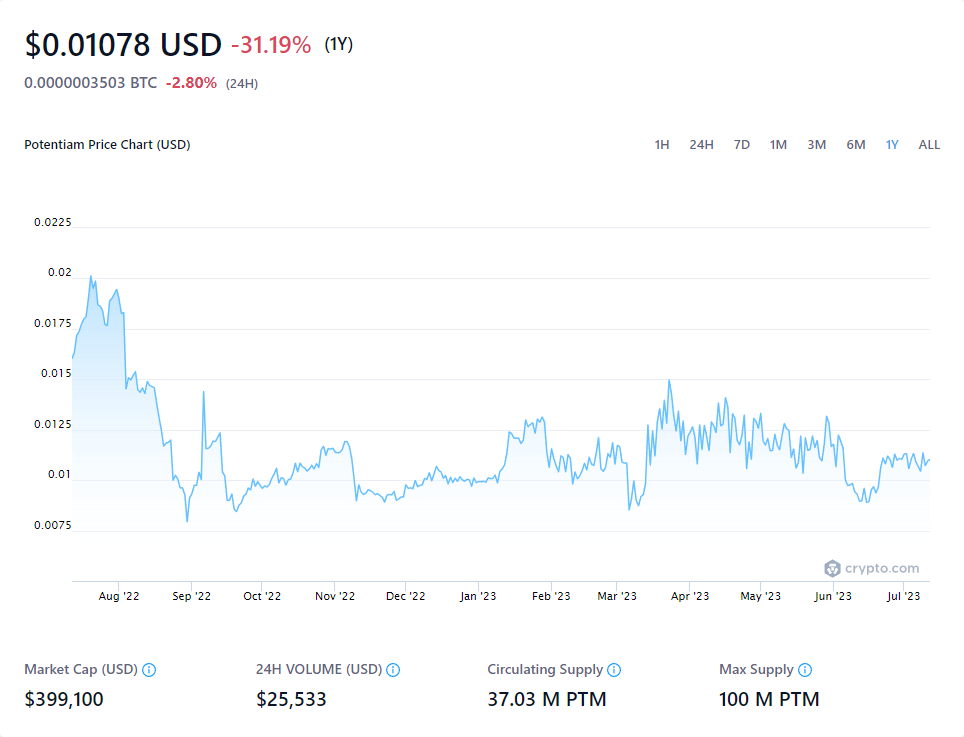 $0.01078 USD -31.19% (1Y)
0.0000003503 BTC -2.80% (24H)
Potentiam Price Chart (USD) 1H 24H 7D 1M 3M 6M 1Y ALL
0.0225
0.02
0.0175
0.015
0.0125
0.01
0.0075
crypto.com
Aug '22 Sep '22 Oct '22 Nov '22 Dec '22 Jan '23 Feb '23 Mar '23 Apr '23 May '23 Jun '23 Jul '23
Market Cap (USD) 24H VOLUME (USD) Circulating Supply Max Supply
$399,100 $25,533 37.03 M PTM 100 M PTM